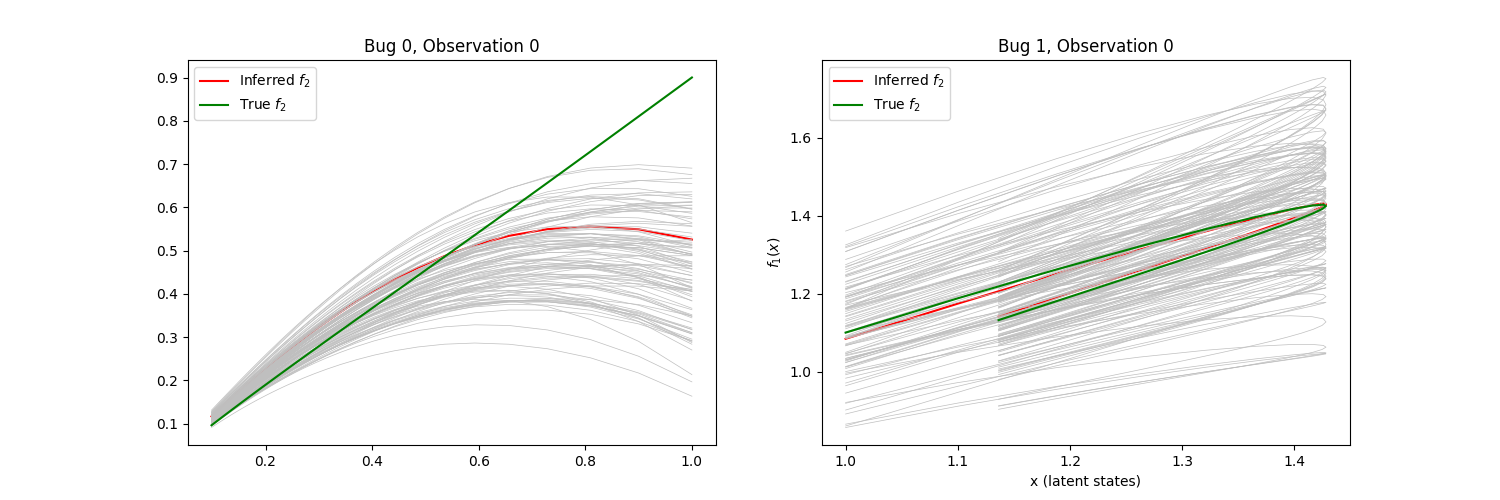 Bug 0, Observation 0
Inferred f₂
True f₂
0.9
0.8
0.7
0.6
0.5
0.4
0.3
0.2
0.1
0.2 0.4 0.6 0.8 1.0
Bug 1, Observation 0
Inferred f₂
True f₂
f₁(x)
1.6
1.4
1.2
1.0
1.0 1.1 1.2 1.3 1.4
x (latent states)